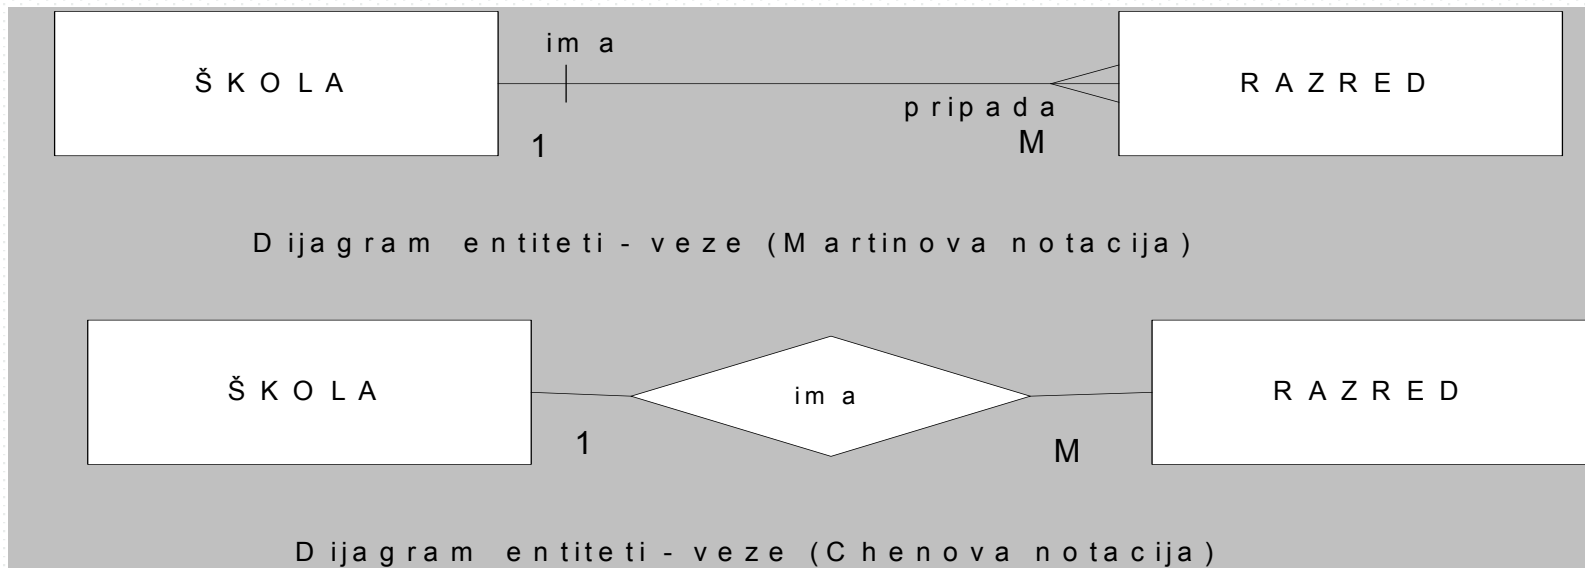 ŠKOLA
ima
RAZRED
pripada
1
M
Dijagram entiteti - veze (Martinova notacija)
ŠKOLA
ima
RAZRED
1
M
Dijagram entiteti - veze (Chenova notacija)